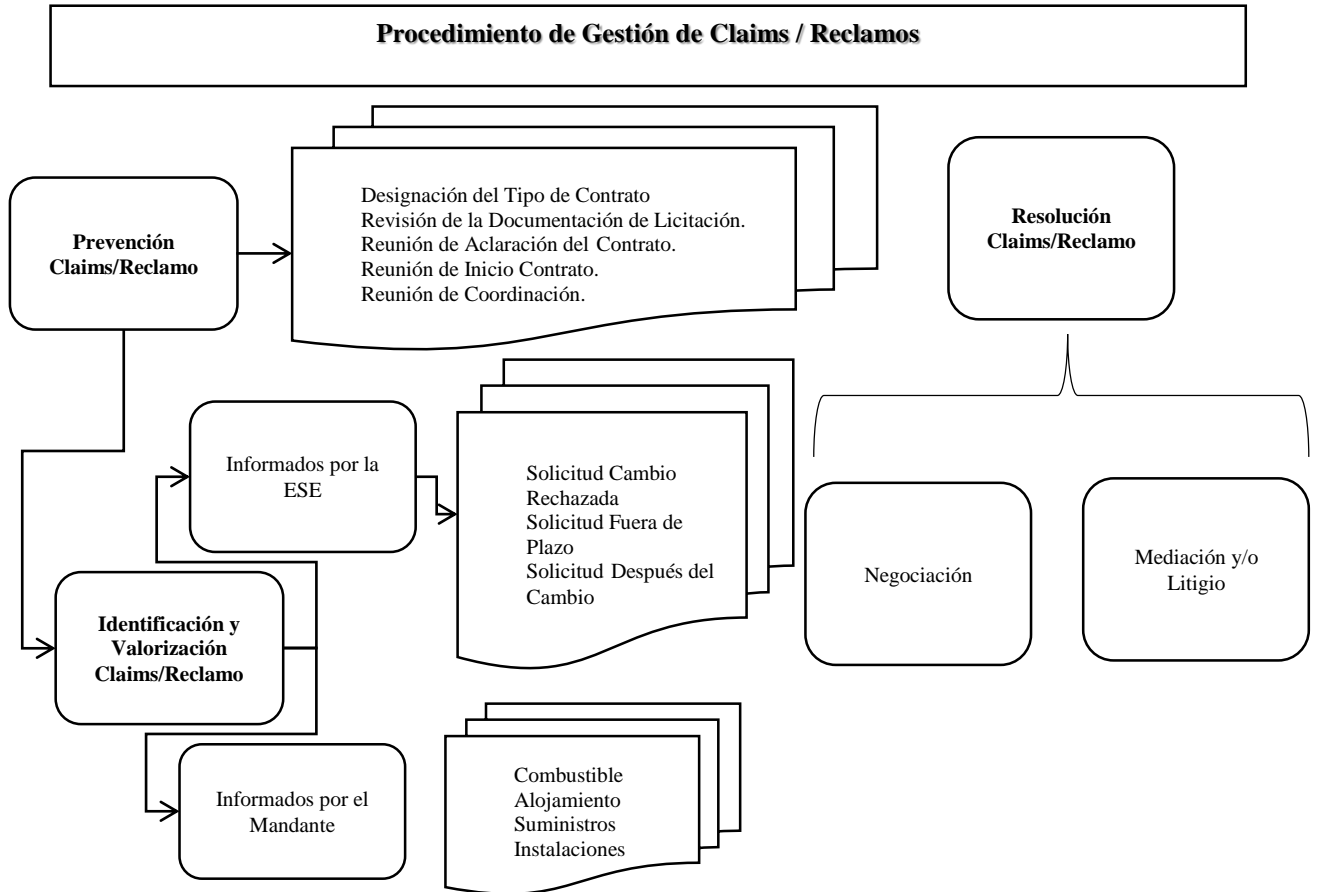 Procedimiento de Gestión de Claims / Reclamos
Prevención
Claims/Reclamo
Designación del Tipo de Contrato
Revisión de la Documentación de Licitación.
Reunión de Aclaración del Contrato.
Reunión de Inicio Contrato.
Reunión de Coordinación.
Resolución
Claims/Reclamo
Informados por la
ESE
Solicitud Cambio
Rechazada
Solicitud Fuera de
Plazo
Solicitud Después del
Cambio
Negociación
Mediación y/o
Litigio
Identificación y
Valorización
Claims/Reclamo
Informados por el
Mandante
Combustible
Alojamiento
Suministros
Instalaciones